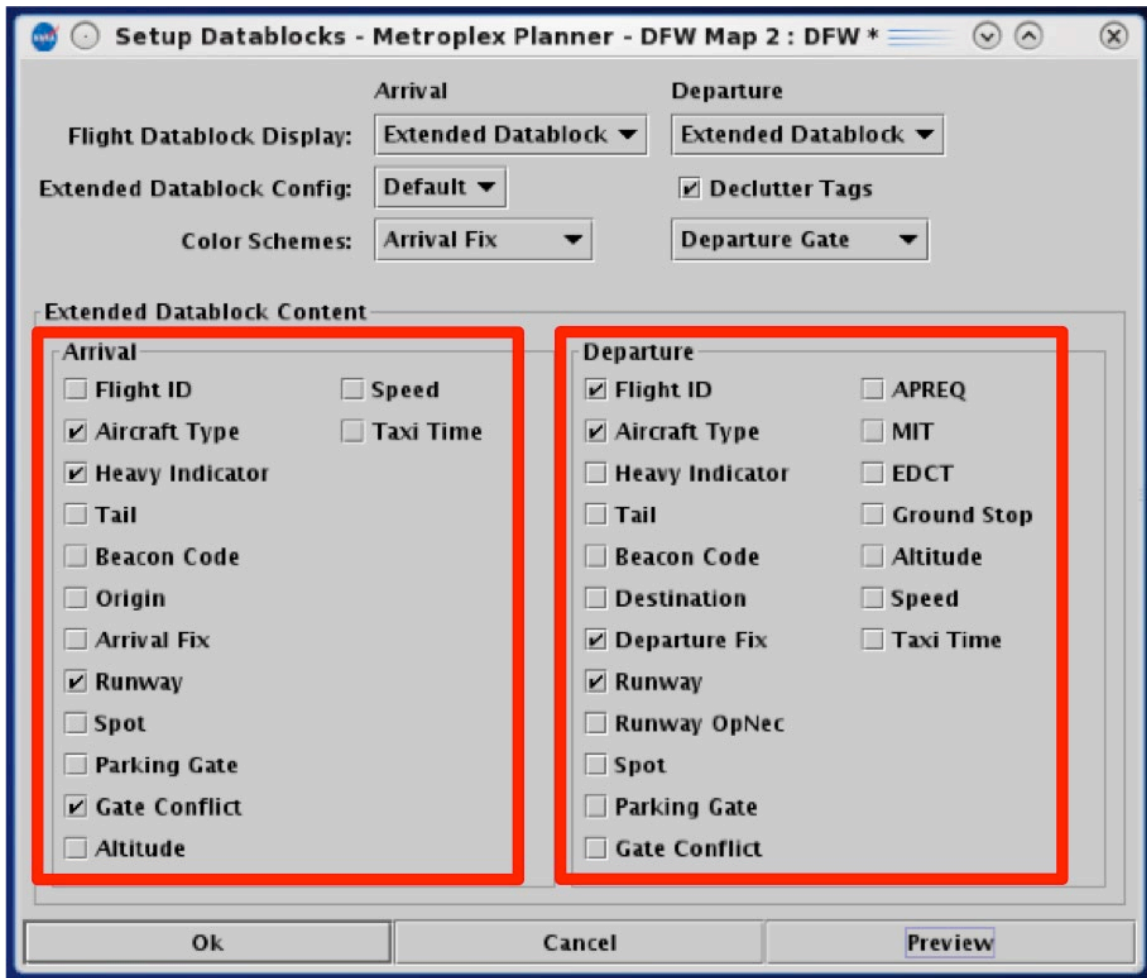 Setup Datablocks - Metroplex Planner - DFW Map 2 : DFW *
Arrival Departure
Flight Datablock Display: Extended Datablock Extended Datablock
Extended Datablock Config: Default Declutter Tags
Color Schemes: Arrival Fix Departure Gate
Extended Datablock Content
Arrival
Flight ID Speed
Aircraft Type Taxi Time
Heavy Indicator
Tail
Beacon Code
Origin
Arrival Fix
Runway
Spot
Parking Gate
Gate Conflict
Altitude
Departure
Flight ID APREQ
Aircraft Type MIT
Heavy Indicator EDCT
Tail Ground Stop
Beacon Code Altitude
Destination Speed
Departure Fix Taxi Time
Runway
Runway OpNec
Spot
Parking Gate
Gate Conflict
Ok Cancel Preview